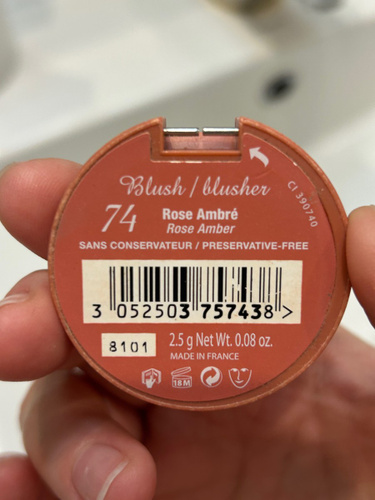 Blush / blusher
74 Rose Ambré
Rose Amber
SANS CONSERVATEUR / PRESERVATIVE-FREE
CI 390740
3 052503 757438 >
8101
2.5 g Net Wt. 0.08 oz.
MADE IN FRANCE
18 M